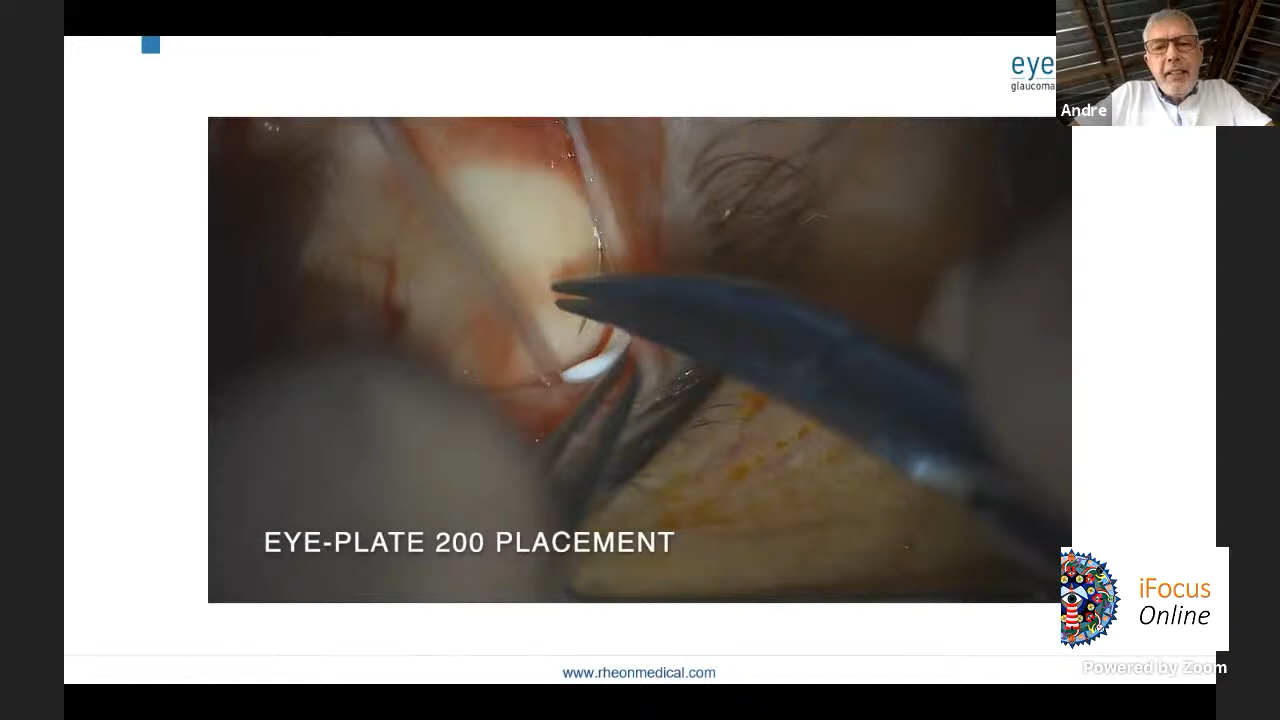 eye
glaucoma
Andre
EYE-PLATE 200 PLACEMENT
iFocus
Online
www.rheonmedical.com
Powered by Zoom